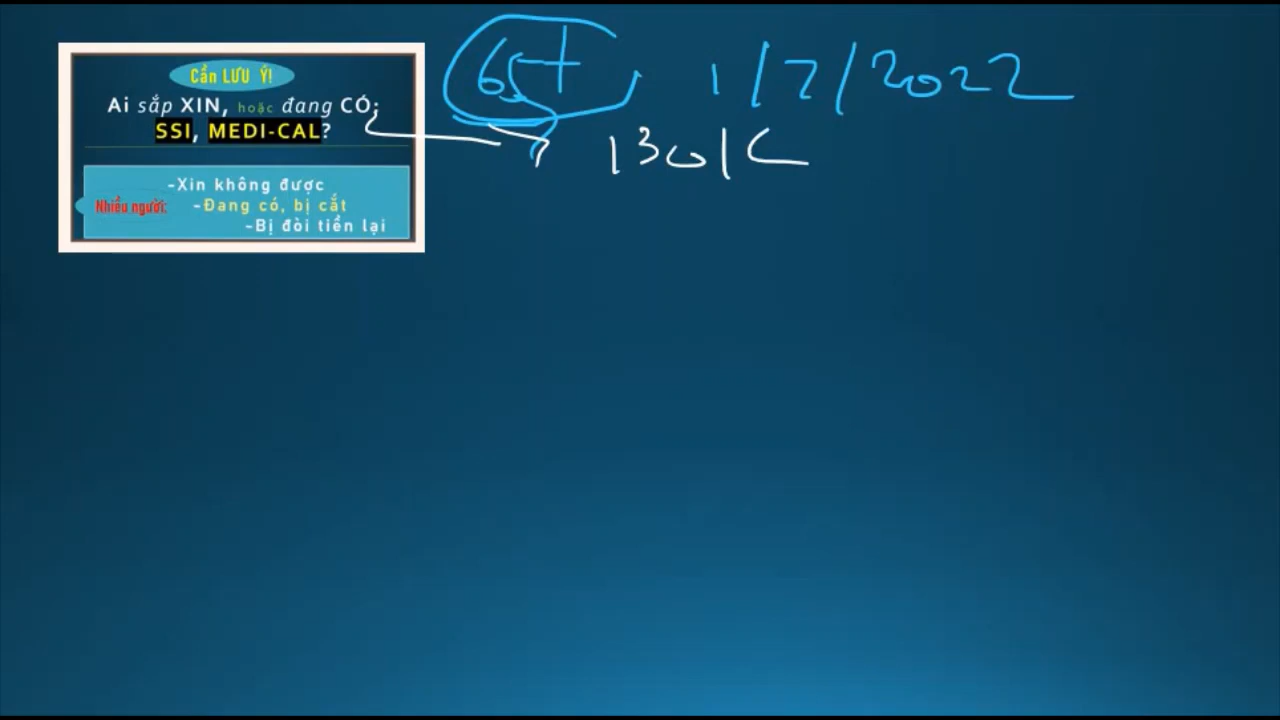 Cần LƯU Ý!
Ai sắp XIN, hoặc đang CÓ;
SSI, MEDI-CAL?
-Xin không được
Nhiều người: -Đang có, bị cắt
-Bị đòi tiền lại
65+, 1/7/2022
130K